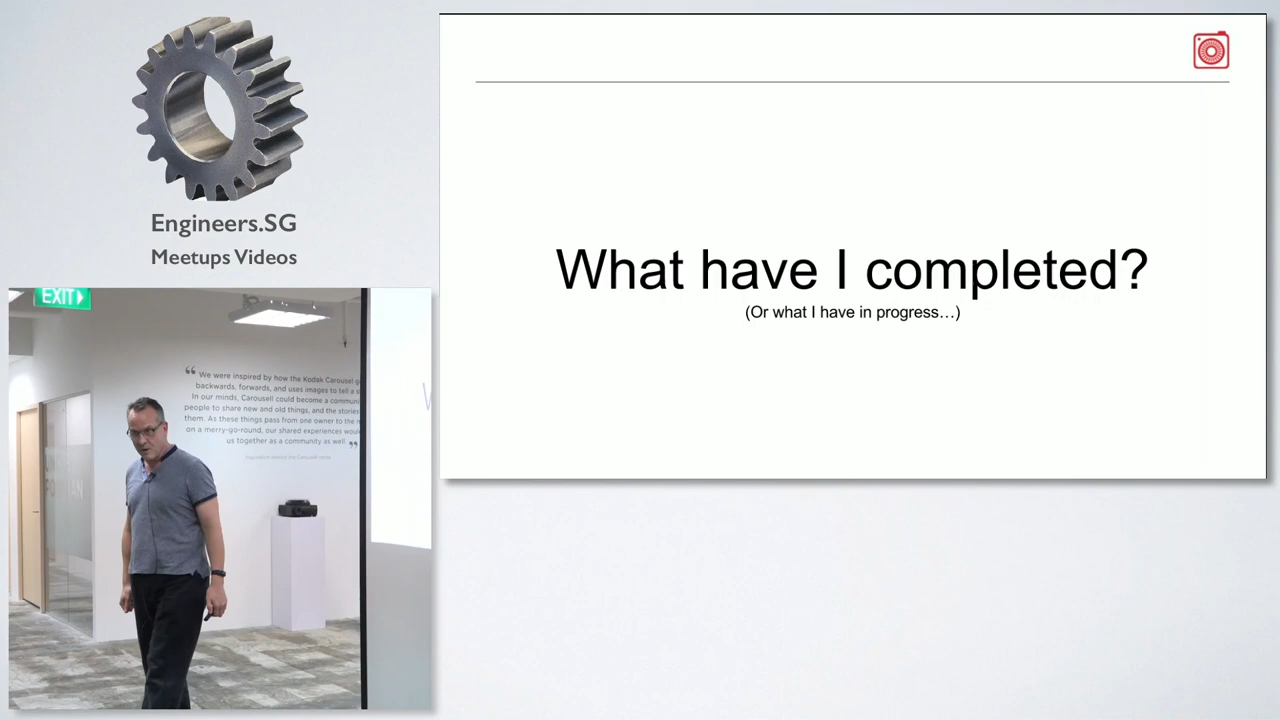 Engineers.SG
Meetups Videos
What have I completed?
(Or what I have in progress…)
EXIT
“ We were inspired by how the Kodak Carousel
backwards, forwards, and uses images to tell a
In our minds, Carousell could become a
people to share new and old things, and the stories
them. As these things pass from one owner to the
on a merry-go-round, our shared experiences
us together as a community as well. ”